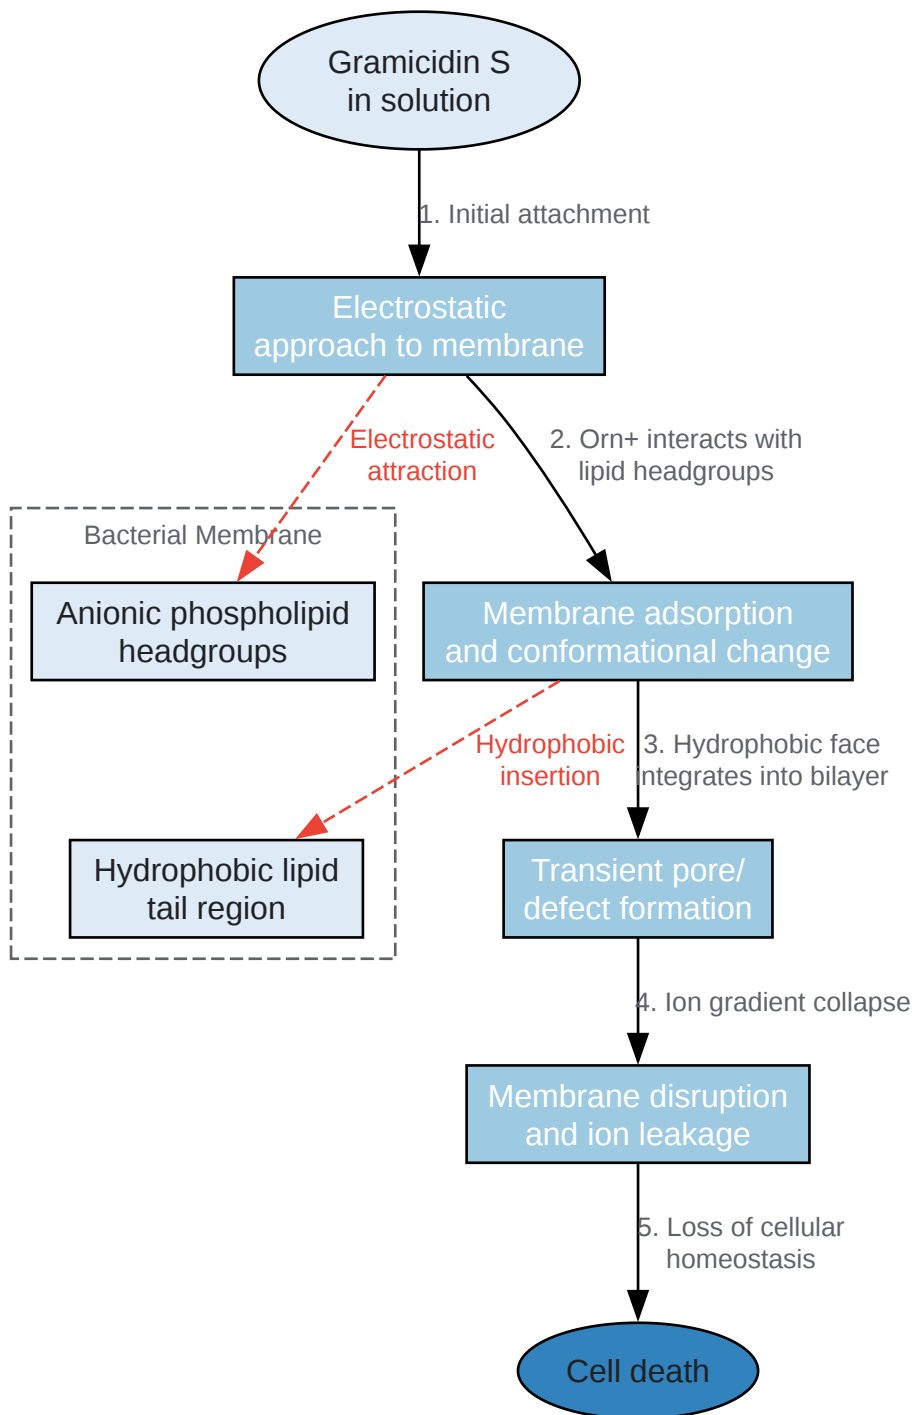 Gramicidin S
in solution
1. Initial attachment
Electrostatic
approach to membrane
Electrostatic
attraction
2. Orn+ interacts with
lipid headgroups
Bacterial Membrane
Anionic phospholipid
headgroups
Membrane adsorption
and conformational change
Hydrophobic
insertion
3. Hydrophobic face
integrates into bilayer
Hydrophobic lipid
tail region
Transient pore/
defect formation
4. Ion gradient collapse
Membrane disruption
and ion leakage
5. Loss of cellular
homeostasis
Cell death